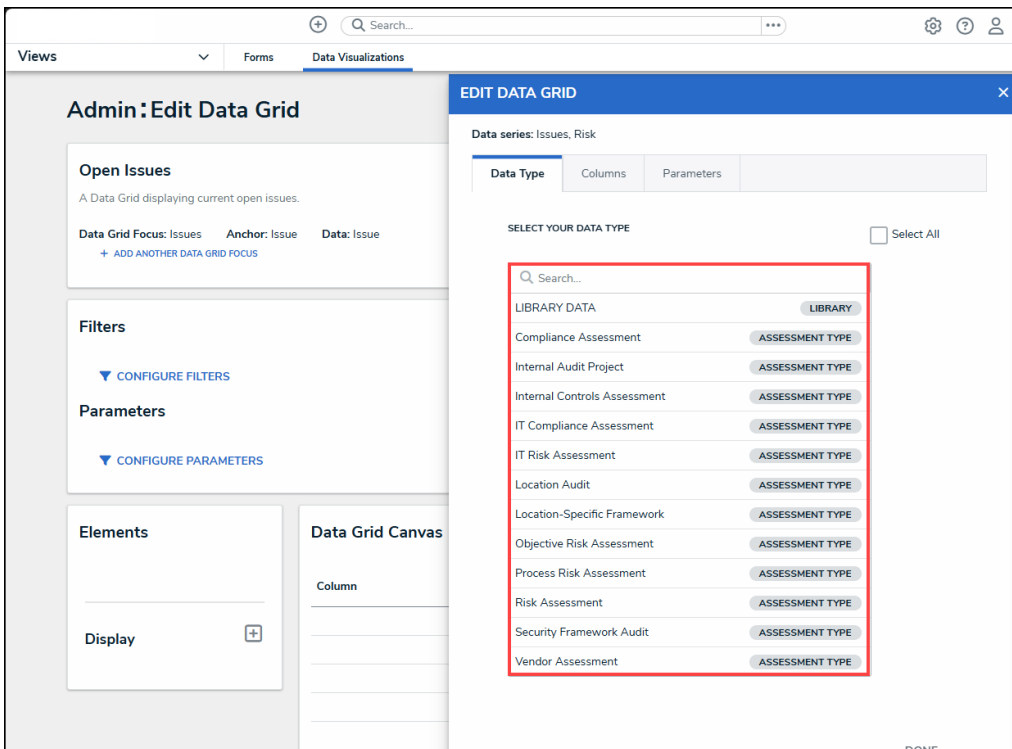 Search...
Views
Forms
Data Visualizations
Admin:Edit Data Grid
Open Issues
A Data Grid displaying current open issues.
Data Grid Focus: Issues Anchor: Issue Data: Issue
+ ADD ANOTHER DATA GRID FOCUS
Filters
CONFIGURE FILTERS
Parameters
CONFIGURE PARAMETERS
Elements
Display
Data Grid Canvas
Column
EDIT DATA GRID
Data series: Issues, Risk
Data Type Columns Parameters
SELECT YOUR DATA TYPE
Select All
Search...
LIBRARY DATA LIBRARY
Compliance Assessment ASSESSMENT TYPE
Internal Audit Project ASSESSMENT TYPE
Internal Controls Assessment ASSESSMENT TYPE
IT Compliance Assessment ASSESSMENT TYPE
IT Risk Assessment ASSESSMENT TYPE
Location Audit ASSESSMENT TYPE
Location-Specific Framework ASSESSMENT TYPE
Objective Risk Assessment ASSESSMENT TYPE
Process Risk Assessment ASSESSMENT TYPE
Risk Assessment ASSESSMENT TYPE
Security Framework Audit ASSESSMENT TYPE
Vendor Assessment ASSESSMENT TYPE
DONE